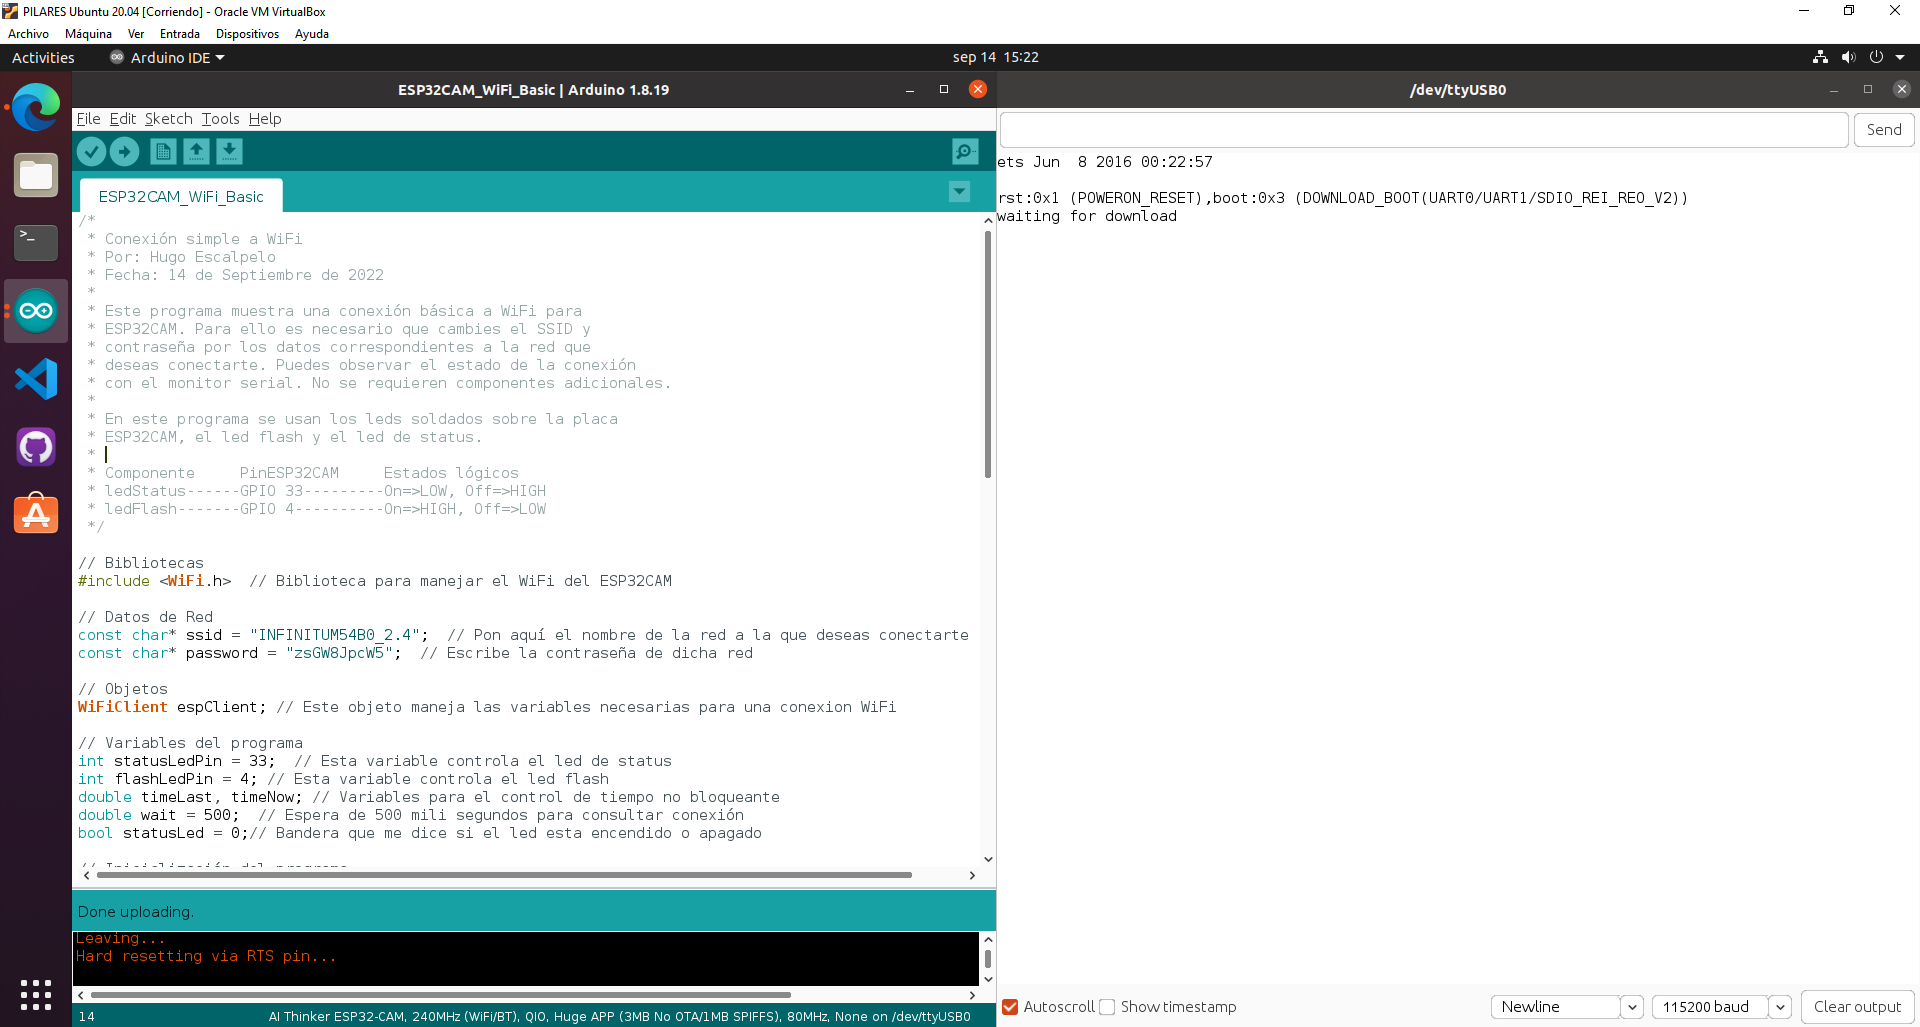 PILARES Ubuntu 20.04 [Corriendo] - Oracle VM VirtualBox
Archivo Máquina Ver Entrada Dispositivos Ayuda
Activities Arduino IDE sep 14 15:22
ESP32CAM_WiFi_Basic | Arduino 1.8.19
File Edit Sketch Tools Help
ESP32CAM_WiFi_Basic
/*
 * Conexión simple a WiFi
 * Por: Hugo Escalpelo
 * Fecha: 14 de Septiembre de 2022
 *
 * Este programa muestra una conexión básica a WiFi para
 * ESP32CAM. Para ello es necesario que cambies el SSID y
 * contraseña por los datos correspondientes a la red que
 * deseas conectarte. Puedes observar el estado de la conexión
 * con el monitor serial. No se requieren componentes adicionales.
 *
 * En este programa se usan los leds soldados sobre la placa
 * ESP32CAM, el led flash y el led de status.
 *
 * Componente     PinESP32CAM     Estados lógicos
 * ledStatus------GPIO 33---------On=>LOW, Off=>HIGH
 * ledFlash-------GPIO 4----------On=>HIGH, Off=>LOW
 */
// Bibliotecas
#include <WiFi.h>  // Biblioteca para manejar el WiFi del ESP32CAM
// Datos de Red
const char* ssid = "INFINITUM54B0_2.4";  // Pon aquí el nombre de la red a la que deseas conectarte
const char* password = "zsGW8JpcW5";  // Escribe la contraseña de dicha red
// Objetos
WiFiClient espClient; // Este objeto maneja las variables necesarias para una conexion WiFi
// Variables del programa
int statusLedPin = 33;  // Esta variable controla el led de status
int flashLedPin = 4; // Esta variable controla el led flash
double timeLast, timeNow; // Variables para el control de tiempo no bloqueante
double wait = 500;  // Espera de 500 mili segundos para consultar conexión
bool statusLed = 0;// Bandera que me dice si el led esta encendido o apagado
// Inicialización del programa
Done uploading.
Leaving...
Hard resetting via RTS pin...
14 AI Thinker ESP32-CAM, 240MHz (WiFi/BT), QIO, Huge APP (3MB No OTA/1MB SPIFFS), 80MHz, None on /dev/ttyUSB0
/dev/ttyUSB0
Send
ets Jun  8 2016 00:22:57
rst:0x1 (POWERON_RESET),boot:0x3 (DOWNLOAD_BOOT(UART0/UART1/SDIO_REI_REO_V2))
waiting for download
Autoscroll Show timestamp Newline 115200 baud Clear output